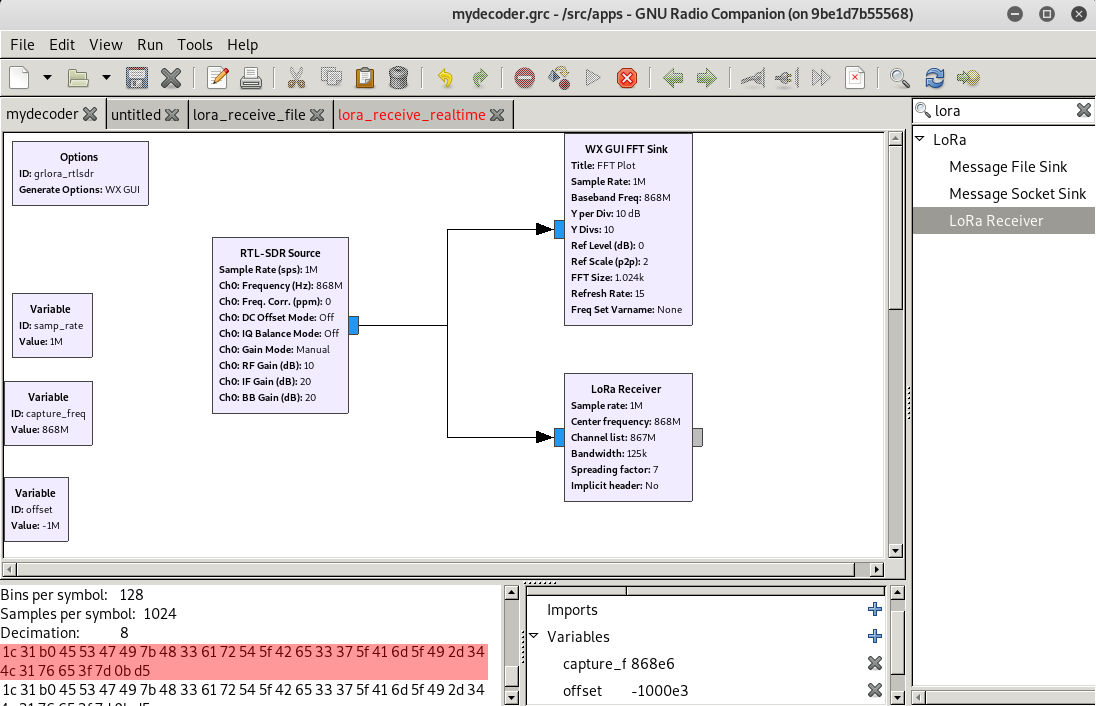 mydecoder.grc - /src/apps - GNU Radio Companion (on 9be1d7b55568)
File Edit View Run Tools Help
mydecoder untitled lora_receive_file lora_receive_realtime
lora
LoRa
Message File Sink
Message Socket Sink
LoRa Receiver
Options
ID: grlora_rtlsdr
Generate Options: WX GUI
Variable
ID: samp_rate
Value: 1M
Variable
ID: capture_freq
Value: 868M
Variable
ID: offset
Value: -1M
RTL-SDR Source
Sample Rate (sps): 1M
Ch0: Frequency (Hz): 868M
Ch0: Freq. Corr. (ppm): 0
Ch0: DC Offset Mode: Off
Ch0: IQ Balance Mode: Off
Ch0: Gain Mode: Manual
Ch0: RF Gain (dB): 10
Ch0: IF Gain (dB): 20
Ch0: BB Gain (dB): 20
WX GUI FFT Sink
Title: FFT Plot
Sample Rate: 1M
Baseband Freq: 868M
Y per Div: 10 dB
Y Divs: 10
Ref Level (dB): 0
Ref Scale (p2p): 2
FFT Size: 1.024k
Refresh Rate: 15
Freq Set Varname: None
LoRa Receiver
Sample rate: 1M
Center frequency: 868M
Channel list: 867M
Bandwidth: 125k
Spreading factor: 7
Implicit header: No
Bins per symbol: 128
Samples per symbol: 1024
Decimation: 8
1c 31 b0 45 53 47 49 7b 48 33 61 72 54 5f 42 65 33 37 5f 41 6d 5f 49 2d 34
4c 31 76 65 3f 7d 0b d5
1c 31 b0 45 53 47 49 7b 48 33 61 72 54 5f 42 65 33 37 5f 41 6d 5f 49 2d 34
4c 31 76 65 3f 7d 0b d5
Imports
Variables
capture_f 868e6
offset -1000e3